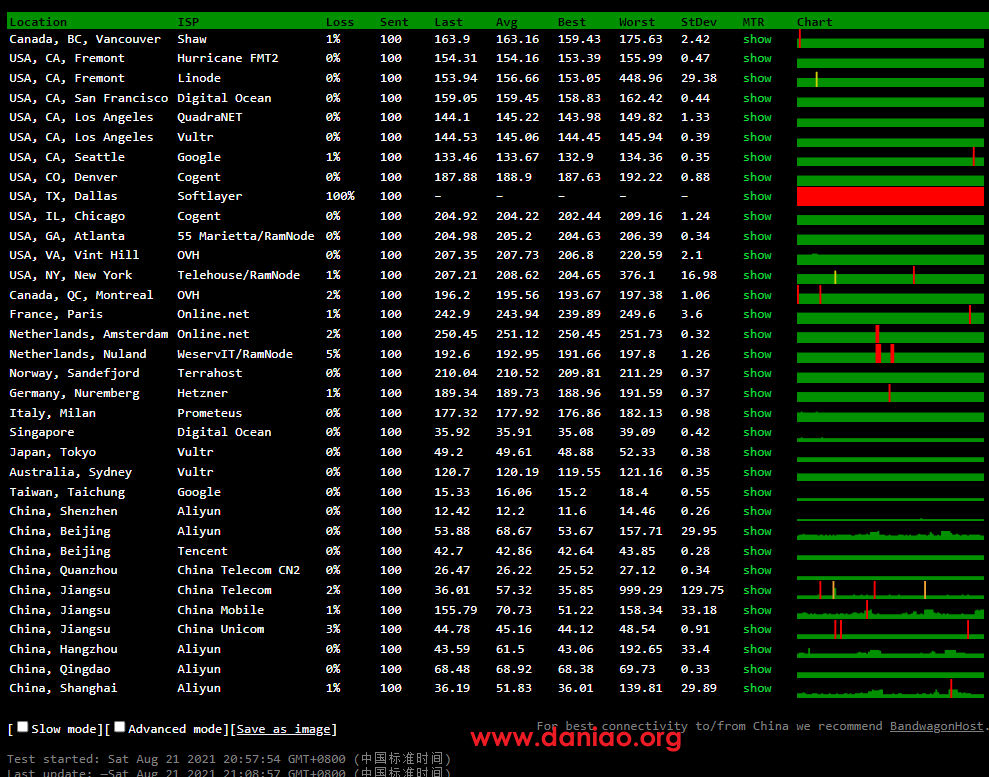 Location ISP Loss Sent Last Avg Best Worst StDev MTR Chart
Canada, BC, Vancouver Shaw 1% 100 163.9 163.16 159.43 175.63 2.42 show
USA, CA, Fremont Hurricane FMT2 0% 100 154.31 154.16 153.39 155.99 0.47 show
USA, CA, Fremont Linode 0% 100 153.94 156.66 153.05 448.96 29.38 show
USA, CA, San Francisco Digital Ocean 0% 100 159.05 159.45 158.83 162.42 0.44 show
USA, CA, Los Angeles QuadraNET 0% 100 144.1 145.22 143.98 149.82 1.33 show
USA, CA, Los Angeles Vultr 0% 100 144.53 145.06 144.45 145.94 0.39 show
USA, CA, Seattle Google 1% 100 133.46 133.67 132.9 134.36 0.35 show
USA, CO, Denver Cogent 0% 100 187.88 188.9 187.63 192.22 0.88 show
USA, TX, Dallas Softlayer 100% 100 – – – – – show
USA, IL, Chicago Cogent 0% 100 204.92 204.22 202.44 209.16 1.24 show
USA, GA, Atlanta 55 Marietta/RamNode 0% 100 204.98 205.2 204.63 206.39 0.34 show
USA, VA, Vint Hill OVH 0% 100 207.35 207.73 206.8 220.59 2.1 show
USA, NY, New York Telehouse/RamNode 1% 100 207.21 208.62 204.65 376.1 16.98 show
Canada, QC, Montreal OVH 2% 100 196.2 195.56 193.67 197.38 1.06 show
France, Paris Online.net 1% 100 242.9 243.94 239.89 249.6 3.6 show
Netherlands, Amsterdam Online.net 2% 100 250.45 251.12 250.45 251.73 0.32 show
Netherlands, Nuland WeservIT/RamNode 5% 100 192.6 192.95 191.66 197.8 1.26 show
Norway, Sandefjord Terrahost 0% 100 210.04 210.52 209.81 211.29 0.37 show
Germany, Nuremberg Hetzner 1% 100 189.34 189.73 188.96 191.59 0.37 show
Italy, Milan Prometeus 0% 100 177.32 177.92 176.86 182.13 0.98 show
Singapore Digital Ocean 0% 100 35.92 35.91 35.08 39.09 0.42 show
Japan, Tokyo Vultr 0% 100 49.2 49.61 48.88 52.33 0.38 show
Australia, Sydney Vultr 0% 100 120.7 120.19 119.55 121.16 0.35 show
Taiwan, Taichung Google 0% 100 15.33 16.06 15.2 18.4 0.55 show
China, Shenzhen Aliyun 0% 100 12.42 12.2 11.6 14.46 0.26 show
China, Beijing Aliyun 0% 100 53.88 68.67 53.67 157.71 29.95 show
China, Beijing Tencent 0% 100 42.7 42.86 42.64 43.85 0.28 show
China, Quanzhou China Telecom CN2 0% 100 26.47 26.22 25.52 27.12 0.34 show
China, Jiangsu China Telecom 2% 100 36.01 57.32 35.85 999.29 129.75 show
China, Jiangsu China Mobile 1% 100 155.79 70.73 51.22 158.34 33.18 show
China, Jiangsu China Unicom 3% 100 44.78 45.16 44.12 48.54 0.91 show
China, Hangzhou Aliyun 0% 100 43.59 61.5 43.06 192.65 33.4 show
China, Qingdao Aliyun 0% 100 68.48 68.92 68.38 69.73 0.33 show
China, Shanghai Aliyun 1% 100 36.19 51.83 36.01 139.81 29.89 show
[Slow mode][Advanced mode][Save as image]
For best connectivity to/from China we recommend BandwagonHost.
www.daniao.org
Test started: Sat Aug 21 2021 20:57:54 GMT+0800 (中国标准时间)
Last update: –Sat Aug 21 2021 21:08:57 GMT+0800 (中国标准时间)